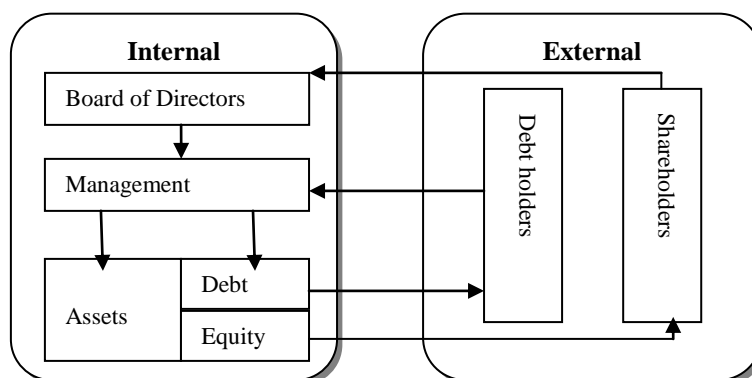 Internal
Board of Directors
Management
Assets
Debt
Equity
External
Debt holders
Shareholders